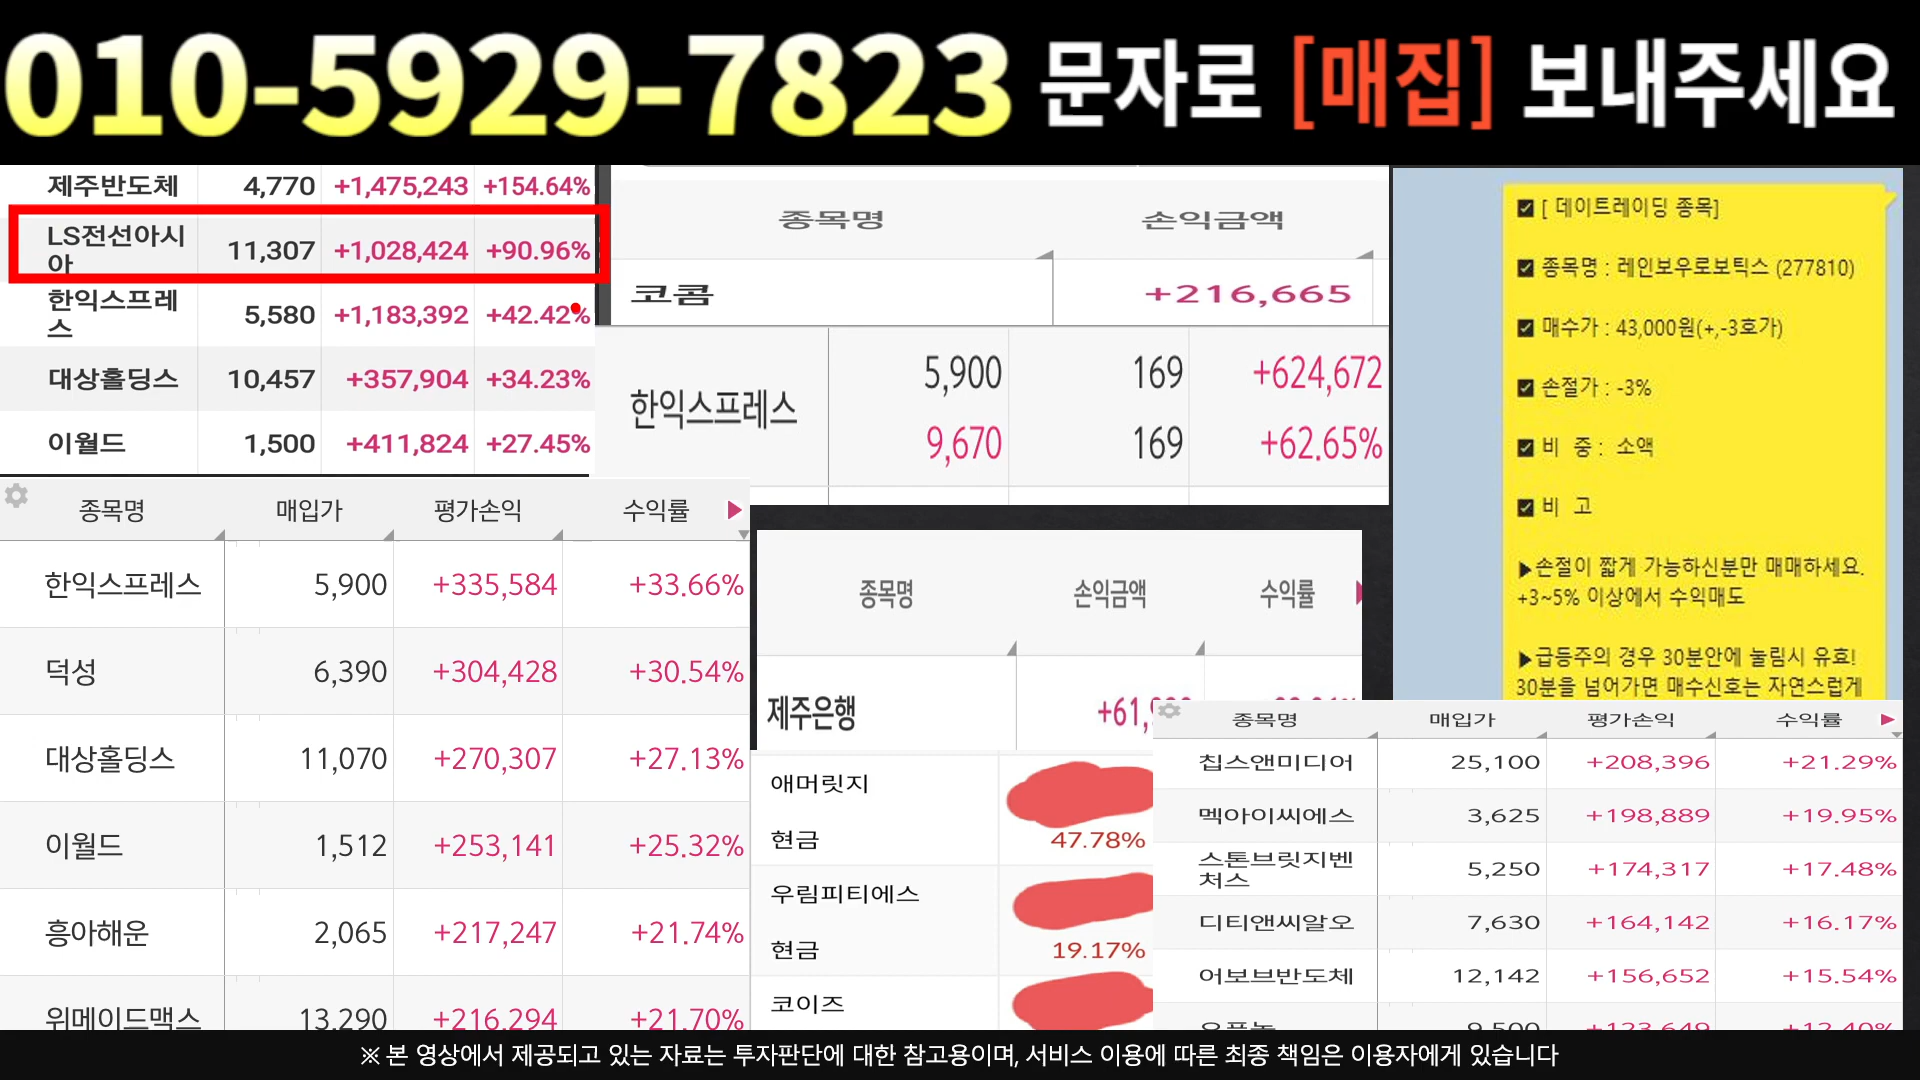 010-5929-7823 문자로 [매집] 보내주세요
제주반도체 4,770 +1,475,243 +154.64%
LS전선아시
아 11,307 +1,028,424 +90.96%
한익스프레
스 5,580 +1,183,392 +42.42%
대상홀딩스 10,457 +357,904 +34.23%
이월드 1,500 +411,824 +27.45%
종목명 손익금액
코콤 +216,665
한익스프레스 5,900 169 +624,672
9,670 169 +62.65%
☑ [ 데이트레이딩 종목]
☑ 종목명 : 레인보우로보틱스 (277810)
☑ 매수가 : 43,000원(+,-3호가)
☑ 손절가 : -3%
☑ 비 중 : 소액
☑ 비 고
▶손절이 짧게 가능하신분만 매매하세요.
+3~5% 이상에서 수익매도
▶급등주의 경우 30분안에 눌림시 유효!
30분을 넘어가면 매수신호는 자연스럽게
종목명 매입가 평가손익 수익률
한익스프레스 5,900 +335,584 +33.66%
덕성 6,390 +304,428 +30.54%
대상홀딩스 11,070 +270,307 +27.13%
이월드 1,512 +253,141 +25.32%
흥아해운 2,065 +217,247 +21.74%
위메이드맥스 13,290 +216,294 +21.70%
종목명 손익금액 수익률
제주은행
애머릿지
현금 47.78%
우림피티에스
현금 19.17%
코이즈
종목명 매입가 평가손익 수익률
칩스앤미디어 25,100 +208,396 +21.29%
멕아이씨에스 3,625 +198,889 +19.95%
스톤브릿지벤
처스 5,250 +174,317 +17.48%
디티앤씨알오 7,630 +164,142 +16.17%
어보브반도체 12,142 +156,652 +15.54%
※ 본 영상에서 제공되고 있는 자료는 투자판단에 대한 참고용이며, 서비스 이용에 따른 최종 책임은 이용자에게 있습니다